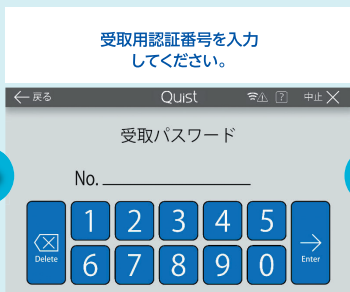 受取用認証番号を入力
してください。
← 戻る Quist ? 中止 ×
受取パスワード
No.
1 2 3 4 5
Delete Enter
6 7 8 9 0